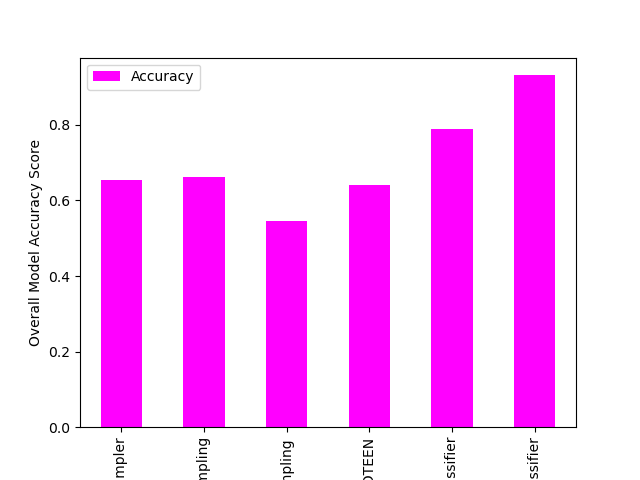 Accuracy
Overall Model Accuracy Score
0.8
0.6
0.4
0.2
0.0
mpler
mpling
mpling
OTEEN
ssifier
ssifier